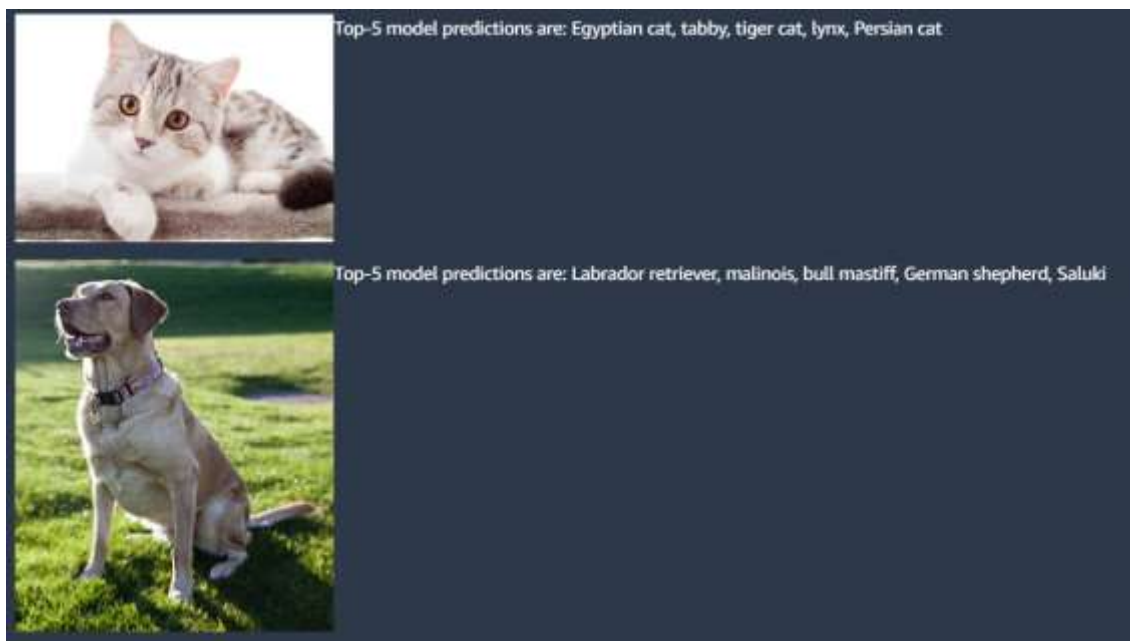 Top-5 model predictions are: Egyptian cat, tabby, tiger cat, lynx, Persian cat
Top-5 model predictions are: Labrador retriever, malinois, bull mastiff, German shepherd, Saluki